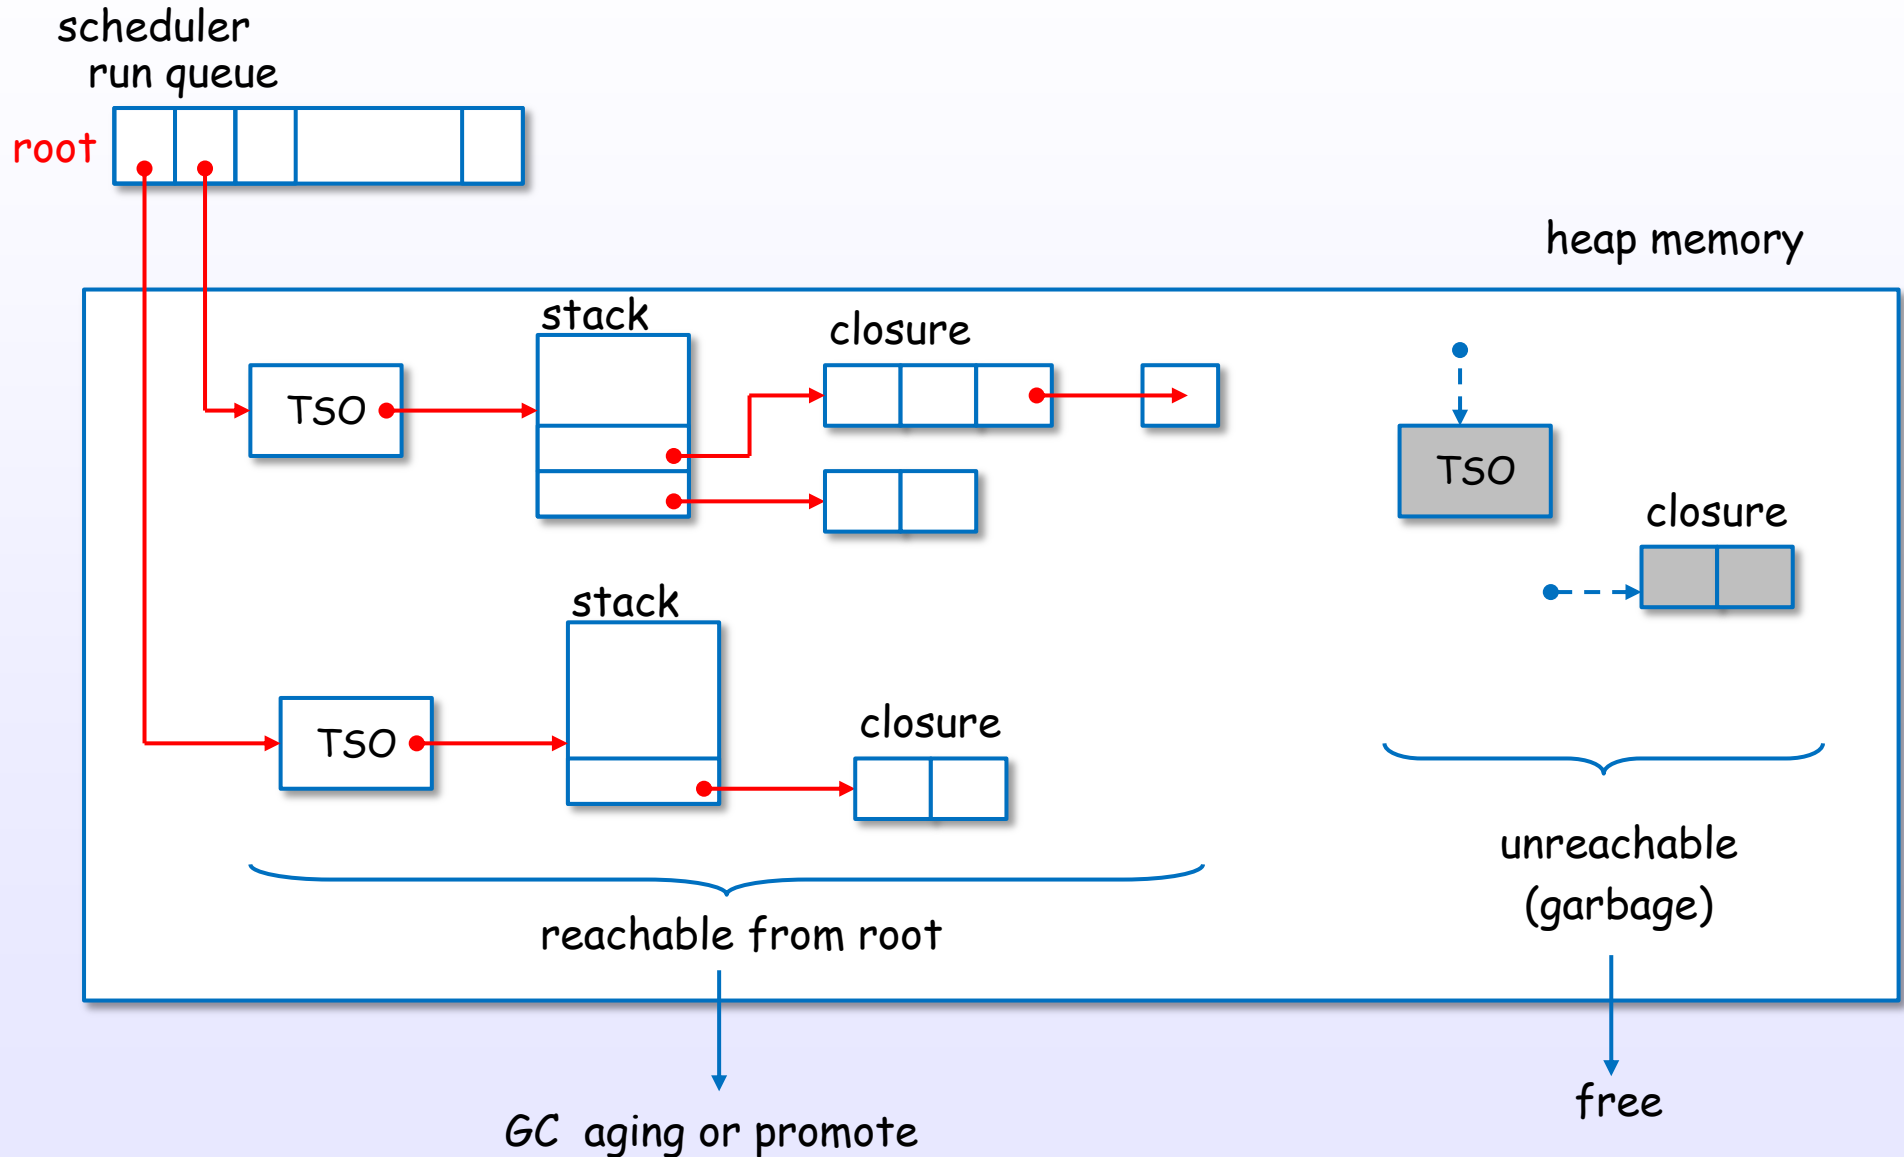 scheduler
run queue
root
heap memory
stack
closure
TSO
TSO
closure
stack
closure
TSO
unreachable
(garbage)
reachable from root
free
GC aging or promote